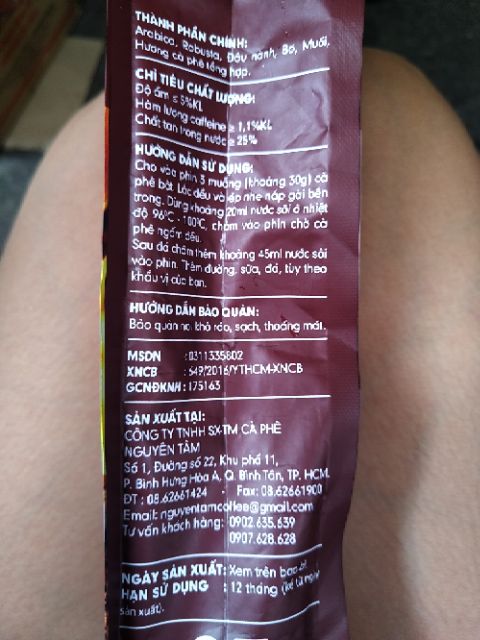 THÀNH PHẦN CHÍNH:
Arabica, Robusta, Đậu nành, Bơ, Muối,
Hương cà phê tổng hợp.
CHỈ TIÊU CHẤT LƯỢNG:
Độ ẩm ≤ 5%KL
Hàm lượng caffeine ≥ 1,1%KL
Chất tan trong nước ≥ 25%
HƯỚNG DẪN SỬ DỤNG:
Cho vào phin 3 muỗng (khoảng 30g) cà
phê bột. Lắc đều và ép nhẹ nắp gài bên
trong. Dùng khoảng 20ml nước sôi ở nhiệt
độ 96°C - 100°C, châm vào phin chờ cà
phê ngấm đều.
Sau đó châm thêm khoảng 45ml nước sôi
vào phin. Thêm đường, sữa, đá, tùy theo
khẩu vị của bạn.
HƯỚNG DẪN BẢO QUẢN:
Bảo quản nơi khô ráo, sạch, thoáng mát.
MSDN : 0311335802
XNCB : 549/2016/YTHCM-XNCB
GCNĐKNH : 175163
SẢN XUẤT TẠI:
CÔNG TY TNHH SX-TM CÀ PHÊ
NGUYÊN TÂM
Số 1, Đường số 22, Khu phố 11,
P. Bình Hưng Hòa A, Q. Bình Tân, TP. HCM.
ĐT : 08.62661424 - Fax: 08.62661900
Email: nguyentamcoffee@gmail.com
Tư vấn khách hàng: 0902.635.639
0907.628.628
NGÀY SẢN XUẤT: Xem trên bao bì
HẠN SỬ DỤNG : 12 tháng (kể từ ngày
sản xuất).